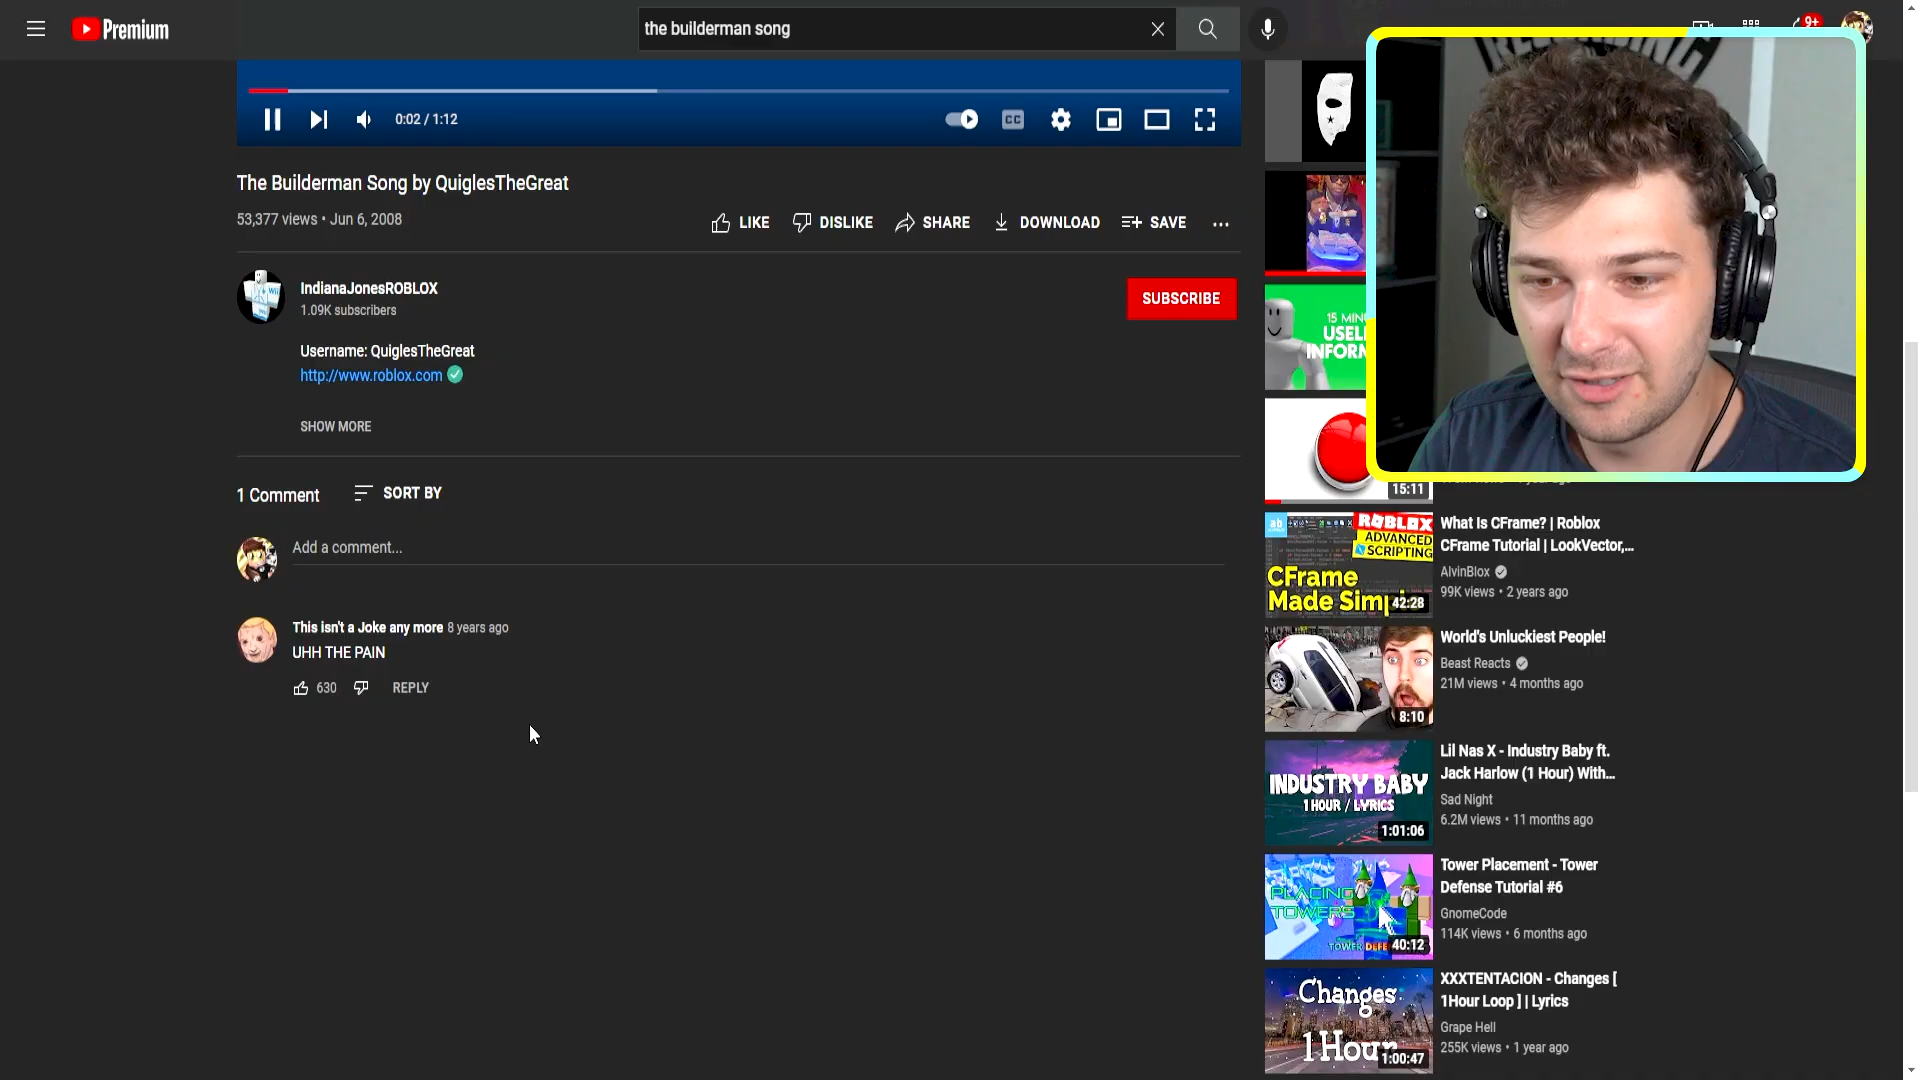 Premium
the builderman song
9+
0:02 / 1:12
CC
The Builderman Song by QuiglesTheGreat
53,377 views • Jun 6, 2008
LIKE
DISLIKE
SHARE
DOWNLOAD
SAVE
IndianaJonesROBLOX
1.09K subscribers
SUBSCRIBE
Username: QuiglesTheGreat
http://www.roblox.com
SHOW MORE
1 Comment
SORT BY
Add a comment...
This isn't a Joke any more 8 years ago
UHH THE PAIN
630
REPLY
15
15:11
ROBLOX
ADVANCED
SCRIPTING
CFrame
Made
42:28
What Is CFrame? | Roblox
CFrame Tutorial | LookVector,...
AlvinBlox
99K views • 2 years ago
8:10
World's Unluckiest People!
Beast Reacts
21M views • 4 months ago
INDUSTRY BABY
1 HOUR / LYRICS
1:01:06
Lil Nas X - Industry Baby ft.
Jack Harlow (1 Hour) With...
Sad Night
6.2M views • 11 months ago
PLACING
TOWERS
TOWER DEFE
40:12
Tower Placement - Tower
Defense Tutorial #6
GnomeCode
114K views • 6 months ago
Changes
1 Hour
1:00:47
XXXTENTACION - Changes [
1Hour Loop ] | Lyrics
Grape Hell
255K views • 1 year ago